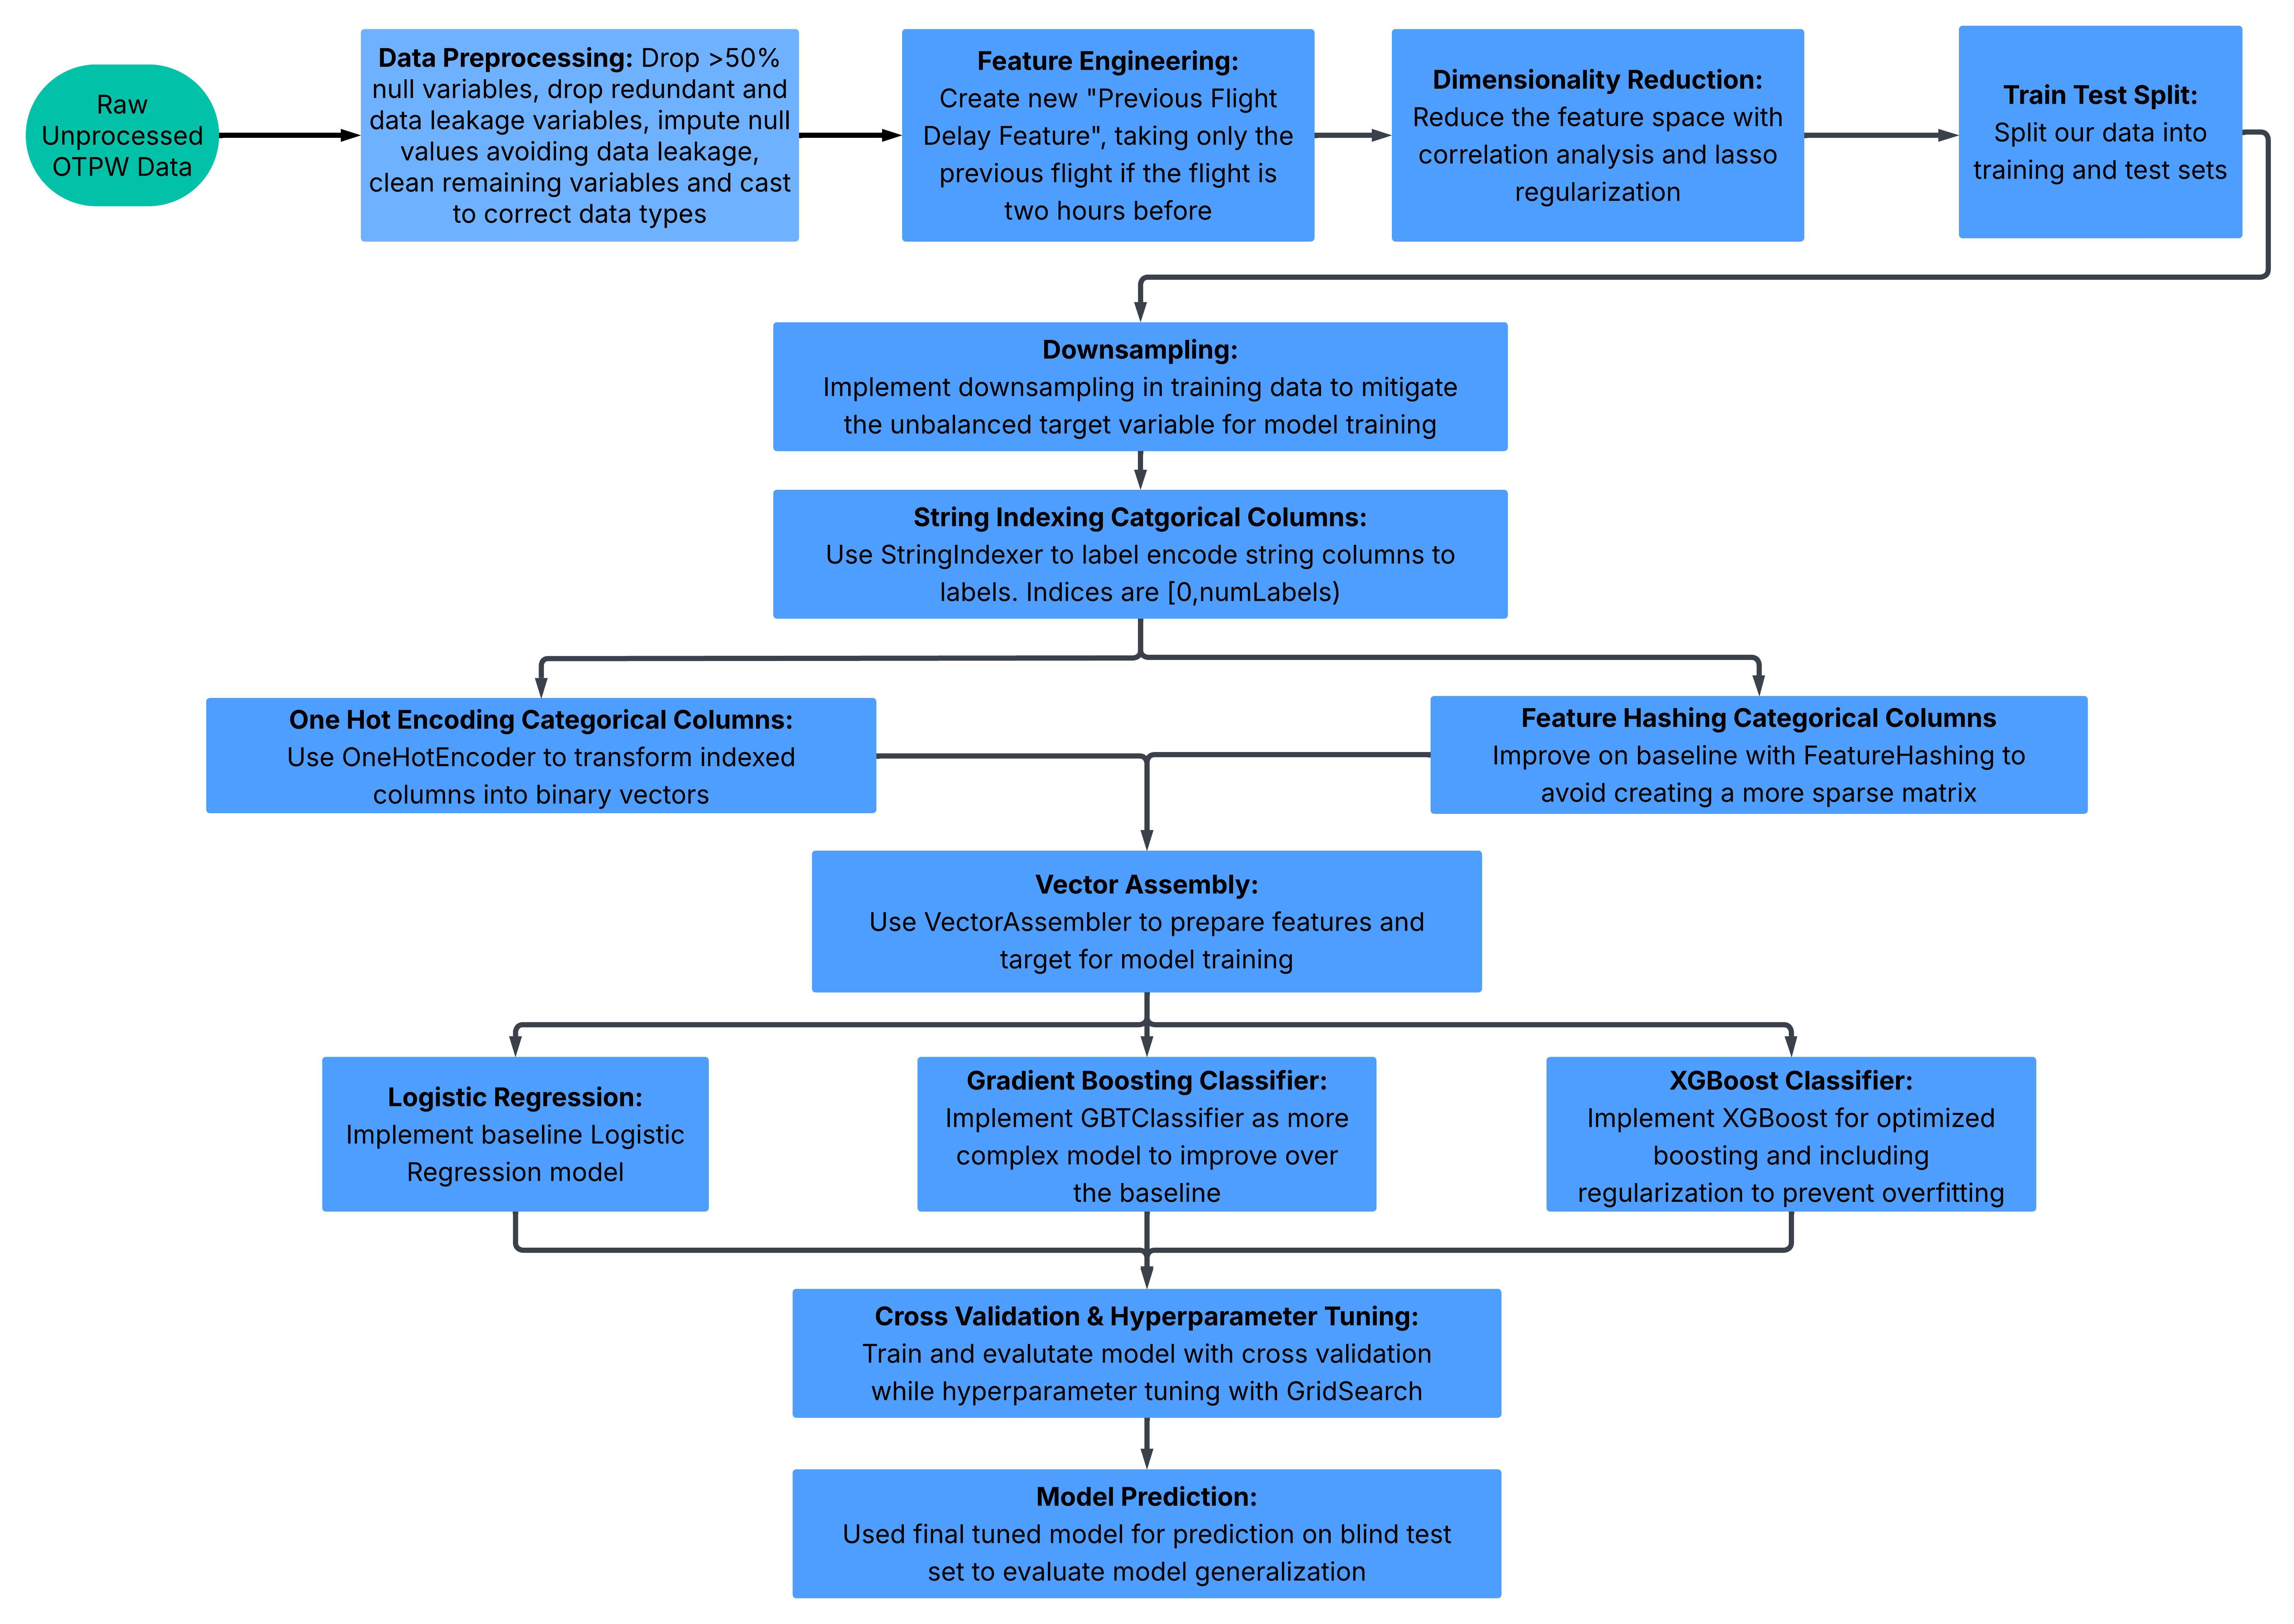 Raw
Unprocessed
OTPW Data
Data Preprocessing: Drop >50%
null variables, drop redundant and
data leakage variables, impute null
values avoiding data leakage,
clean remaining variables and cast
to correct data types
Feature Engineering:
Create new "Previous Flight
Delay Feature", taking only the
previous flight if the flight is
two hours before
Dimensionality Reduction:
Reduce the feature space with
correlation analysis and lasso
regularization
Train Test Split:
Split our data into
training and test sets
Downsampling:
Implement downsampling in training data to mitigate
the unbalanced target variable for model training
String Indexing Catgorical Columns:
Use StringIndexer to label encode string columns to
labels. Indices are [0,numLabels)
One Hot Encoding Categorical Columns:
Use OneHotEncoder to transform indexed
columns into binary vectors
Feature Hashing Categorical Columns
Improve on baseline with FeatureHashing to
avoid creating a more sparse matrix
Vector Assembly:
Use VectorAssembler to prepare features and
target for model training
Logistic Regression:
Implement baseline Logistic
Regression model
Gradient Boosting Classifier:
Implement GBTClassifier as more
complex model to improve over
the baseline
XGBoost Classifier:
Implement XGBoost for optimized
boosting and including
regularization to prevent overfitting
Cross Validation & Hyperparameter Tuning:
Train and evalutate model with cross validation
while hyperparameter tuning with GridSearch
Model Prediction:
Used final tuned model for prediction on blind test
set to evaluate model generalization